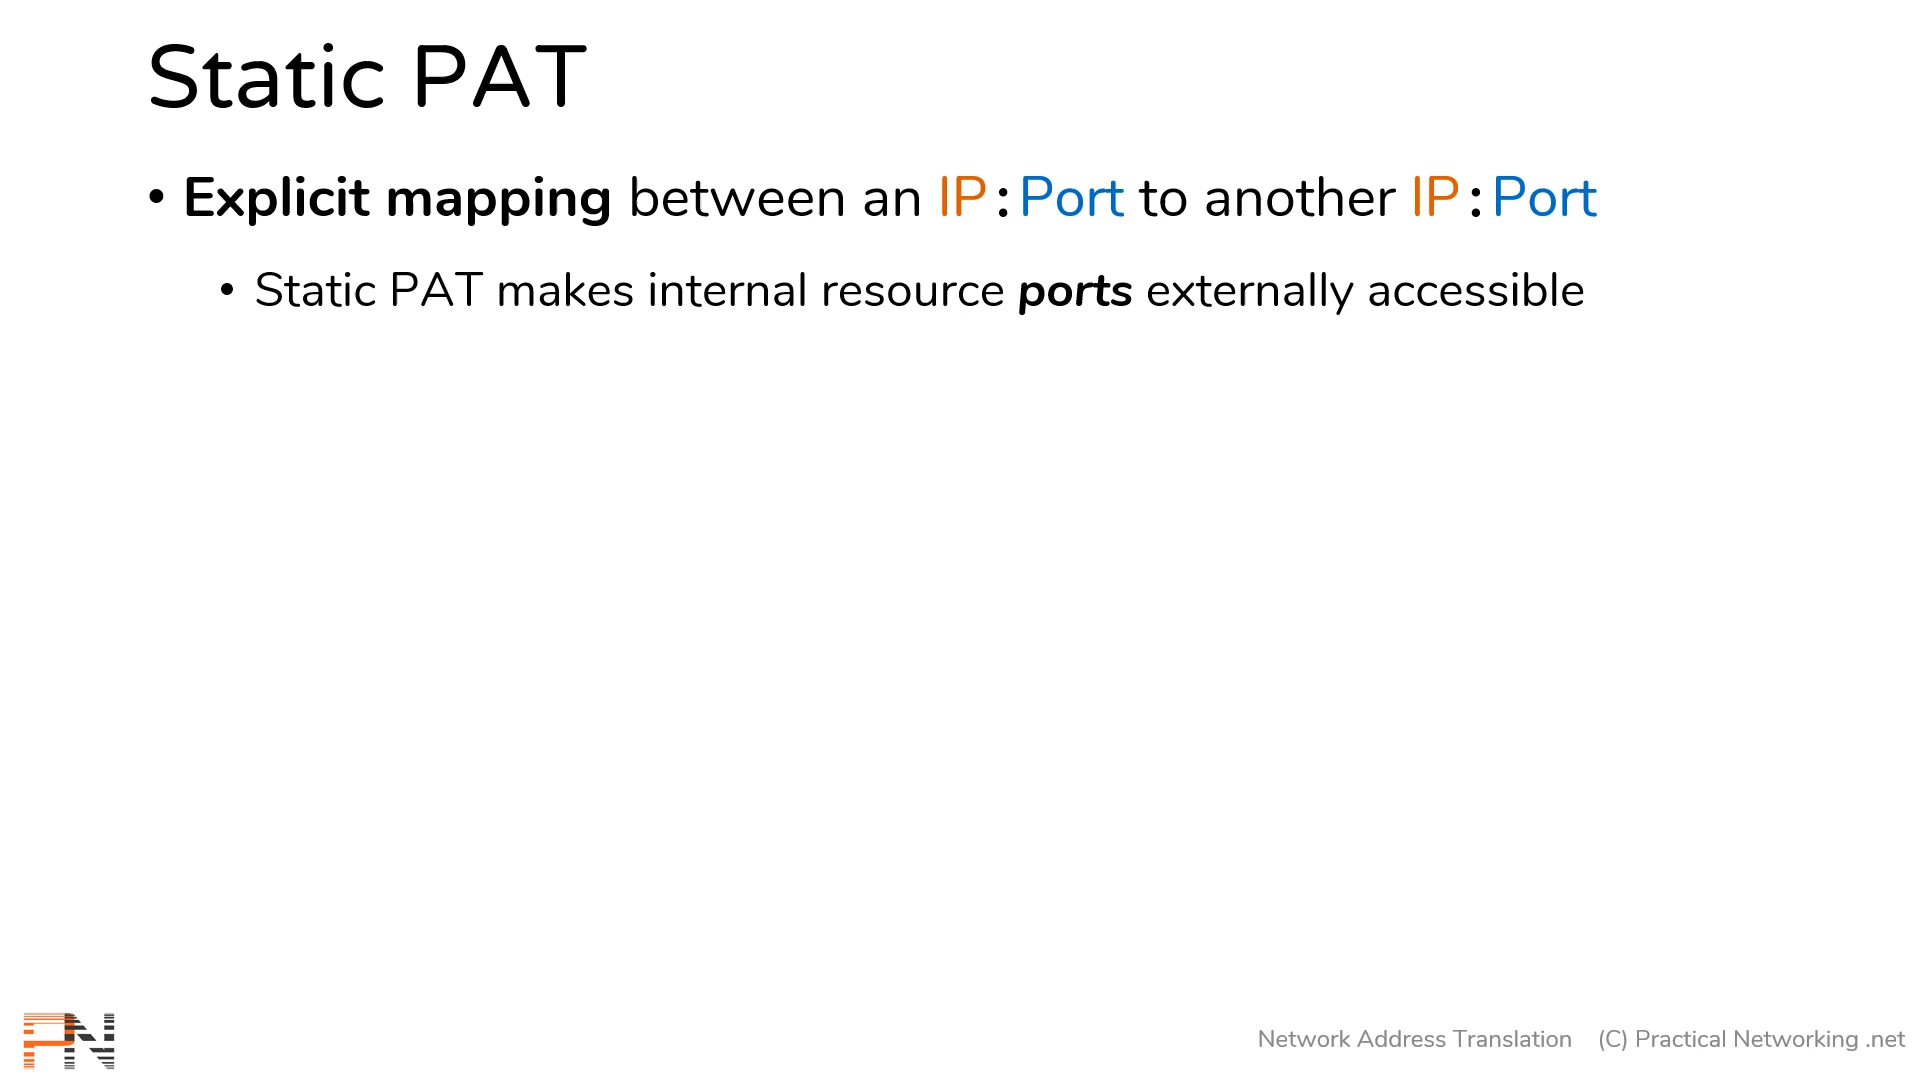 Static PAT
• Explicit mapping between an IP:Port to another IP:Port
• Static PAT makes internal resource ports externally accessible
PN
Network Address Translation (C) Practical Networking .net